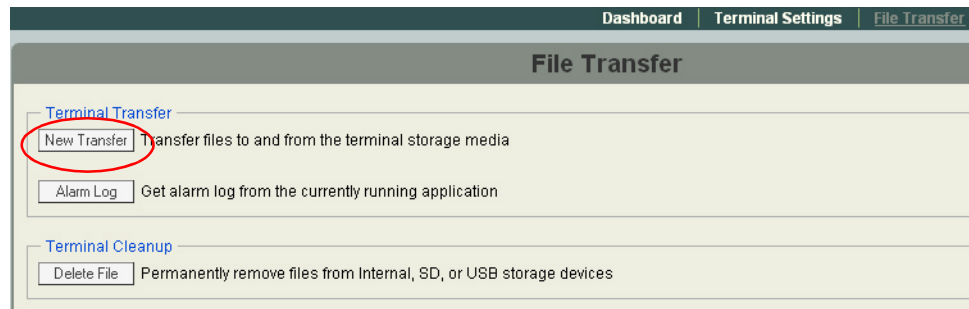 Dashboard | Terminal Settings | File Transfer
File Transfer
Terminal Transfer
New Transfer Transfer files to and from the terminal storage media
Alarm Log Get alarm log from the currently running application
Terminal Cleanup
Delete File Permanently remove files from Internal, SD, or USB storage devices